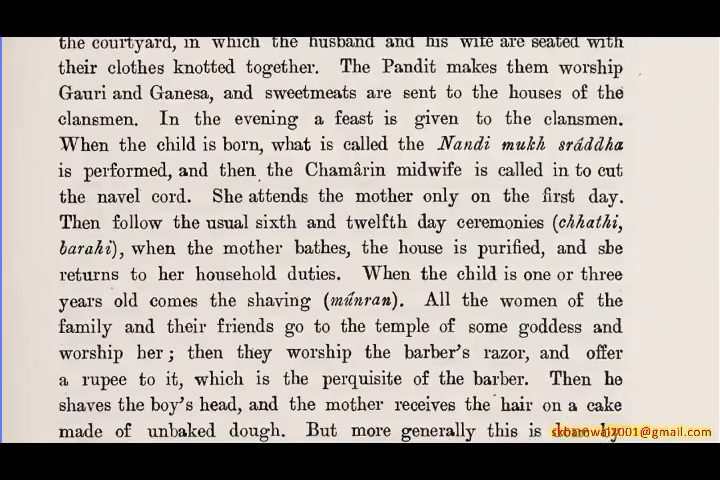 the courtyard, in which the husband and his wife are seated with
their clothes knotted together. The Pandit makes them worship
Gauri and Ganesa, and sweetmeats are sent to the houses of the
clansmen. In the evening a feast is given to the clansmen.
When the child is born, what is called the Nandi mukh sráddha
is performed, and then the Chamârin midwife is called in to cut
the navel cord. She attends the mother only on the first day.
Then follow the usual sixth and twelfth day ceremonies (chhathi,
barahi), when the mother bathes, the house is purified, and she
returns to her household duties. When the child is one or three
years old comes the shaving (múnran). All the women of the
family and their friends go to the temple of some goddess and
worship her; then they worship the barber's razor, and offer
a rupee to it, which is the perquisite of the barber. Then he
shaves the boy's head, and the mother receives the hair on a cake
made of unbaked dough. But more generally this is